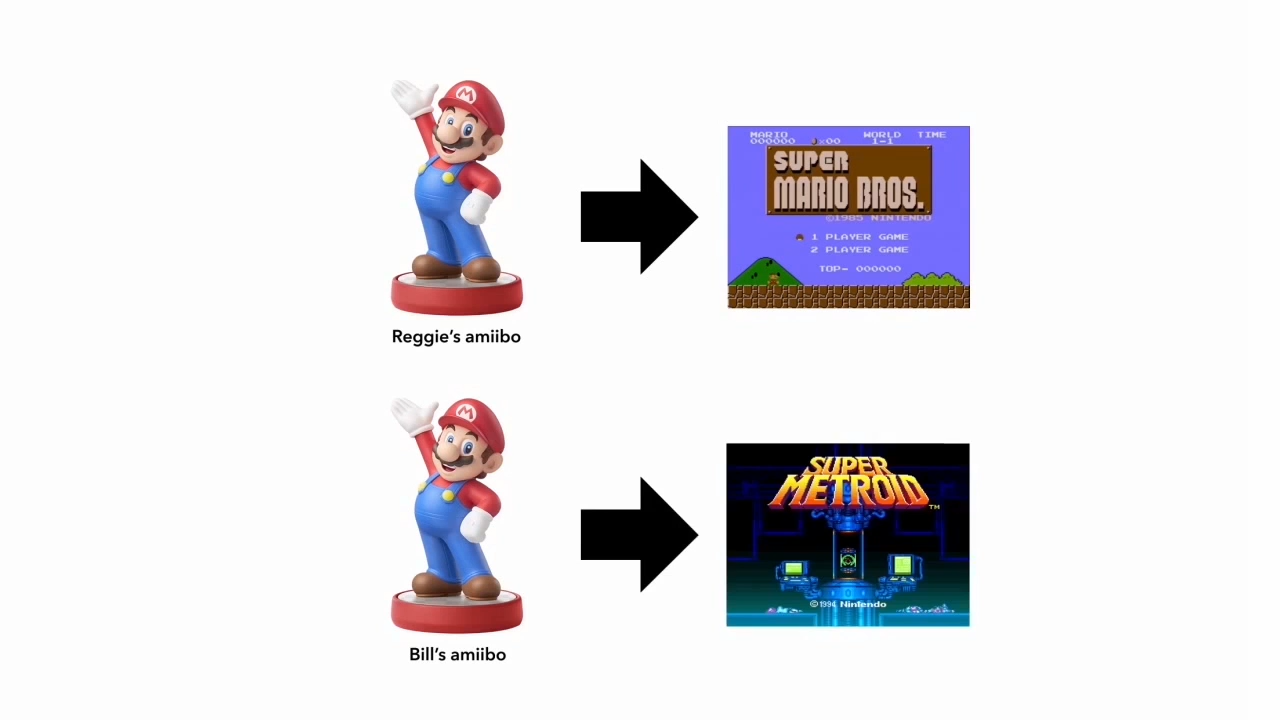 MARIO WORLD TIME
000000 x00 1-1
SUPER
MARIO BROS.
©1985 NINTENDO
1 PLAYER GAME
2 PLAYER GAME
TOP- 000000
Reggie's amiibo
SUPER
METROID™
©1994 Nintendo
Bill's amiibo